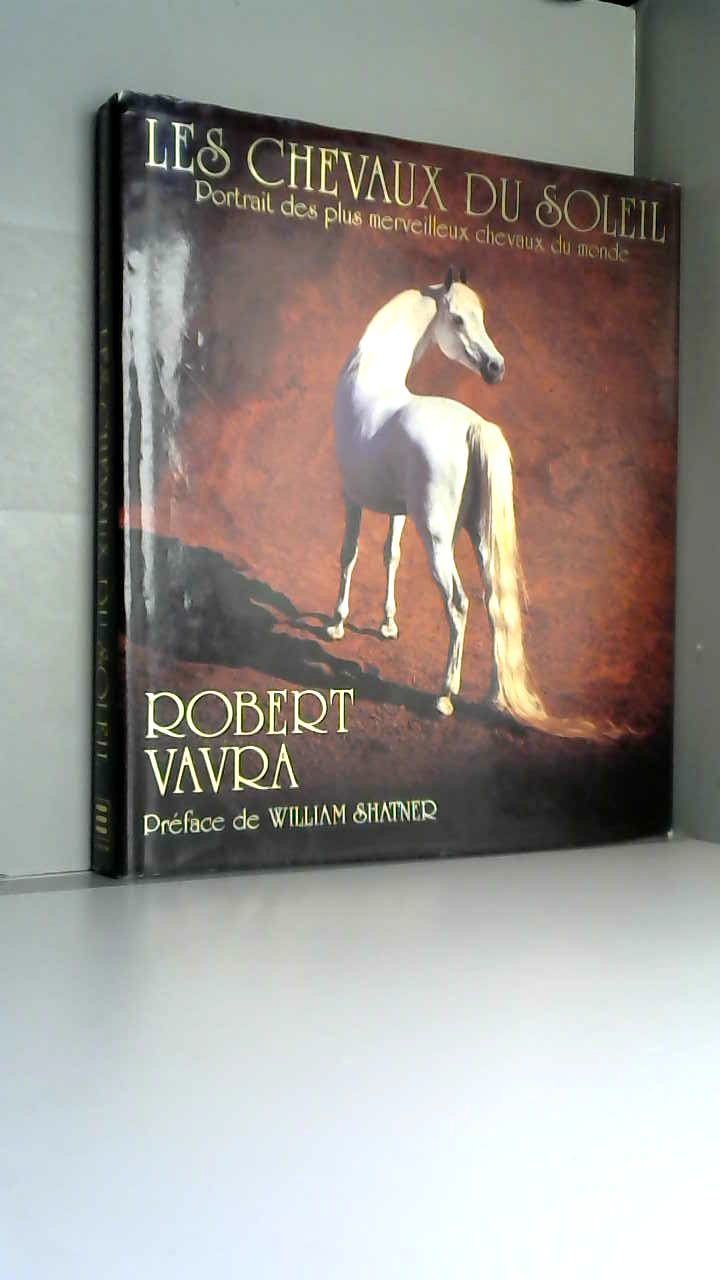 LES CHEVAUX DU SOLEIL
Portrait des plus merveilleux chevaux du monde
ROBERT
VAVRA
Préface de WILLIAM SHATNER
LES CHEVAUX DU SOLEIL